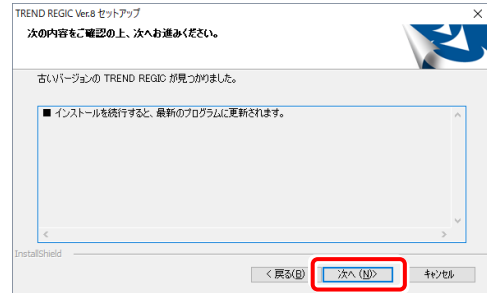 TREND REGIC Ver.8 セットアップ
次の内容をご確認の上、次へお進みください。
古いバージョンの TREND REGIC が見つかりました。
■ インストールを続行すると、最新のプログラムに更新されます。
InstallShield
< 戻る(B)
次へ (N)>
キャンセル